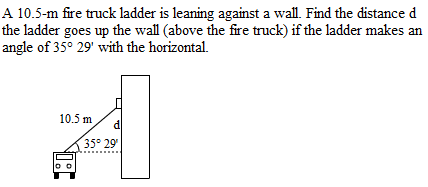 A 10.5-m fire truck ladder is leaning against a wall. Find the distance d
the ladder goes up the wall (above the fire truck) if the ladder makes an
angle of 35° 29' with the horizontal.
10.5 m
d
35° 29'